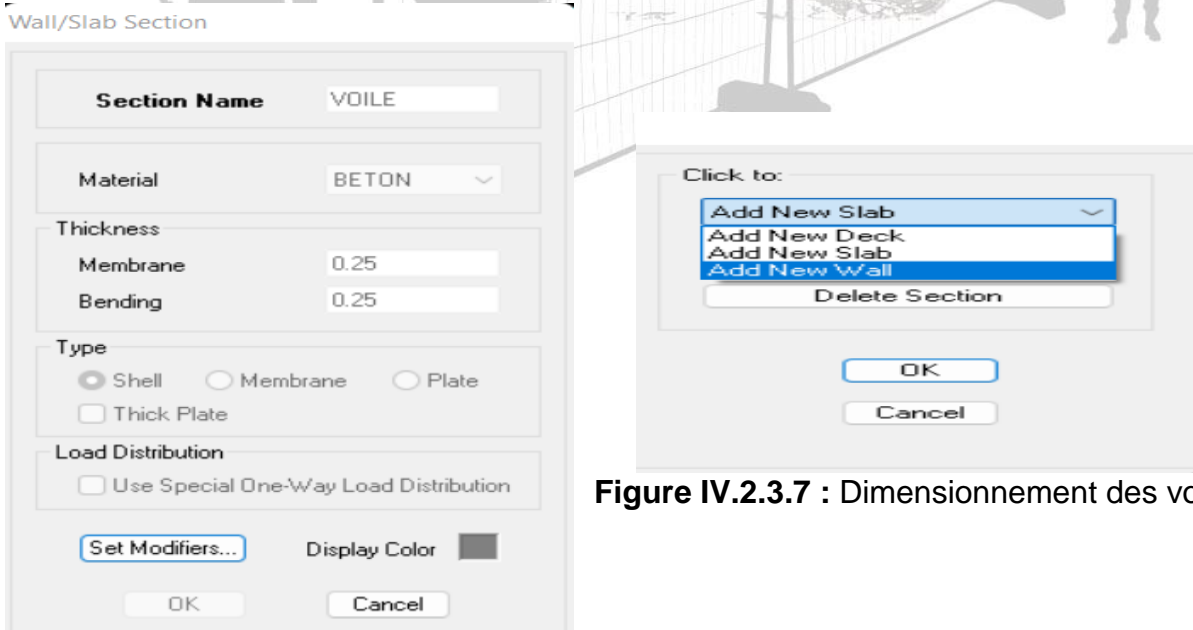 Wall/Slab Section
Section Name VOILE
Material BETON
Thickness
Membrane 0.25
Bending 0.25
Type
Shell Membrane Plate
Thick Plate
Load Distribution
Use Special One-Way Load Distribution
Set Modifiers... Display Color
OK Cancel
Click to:
Add New Slab
Add New Deck
Add New Slab
Add New Wall
Delete Section
OK
Cancel
Figure IV.2.3.7 : Dimensionnement des vo